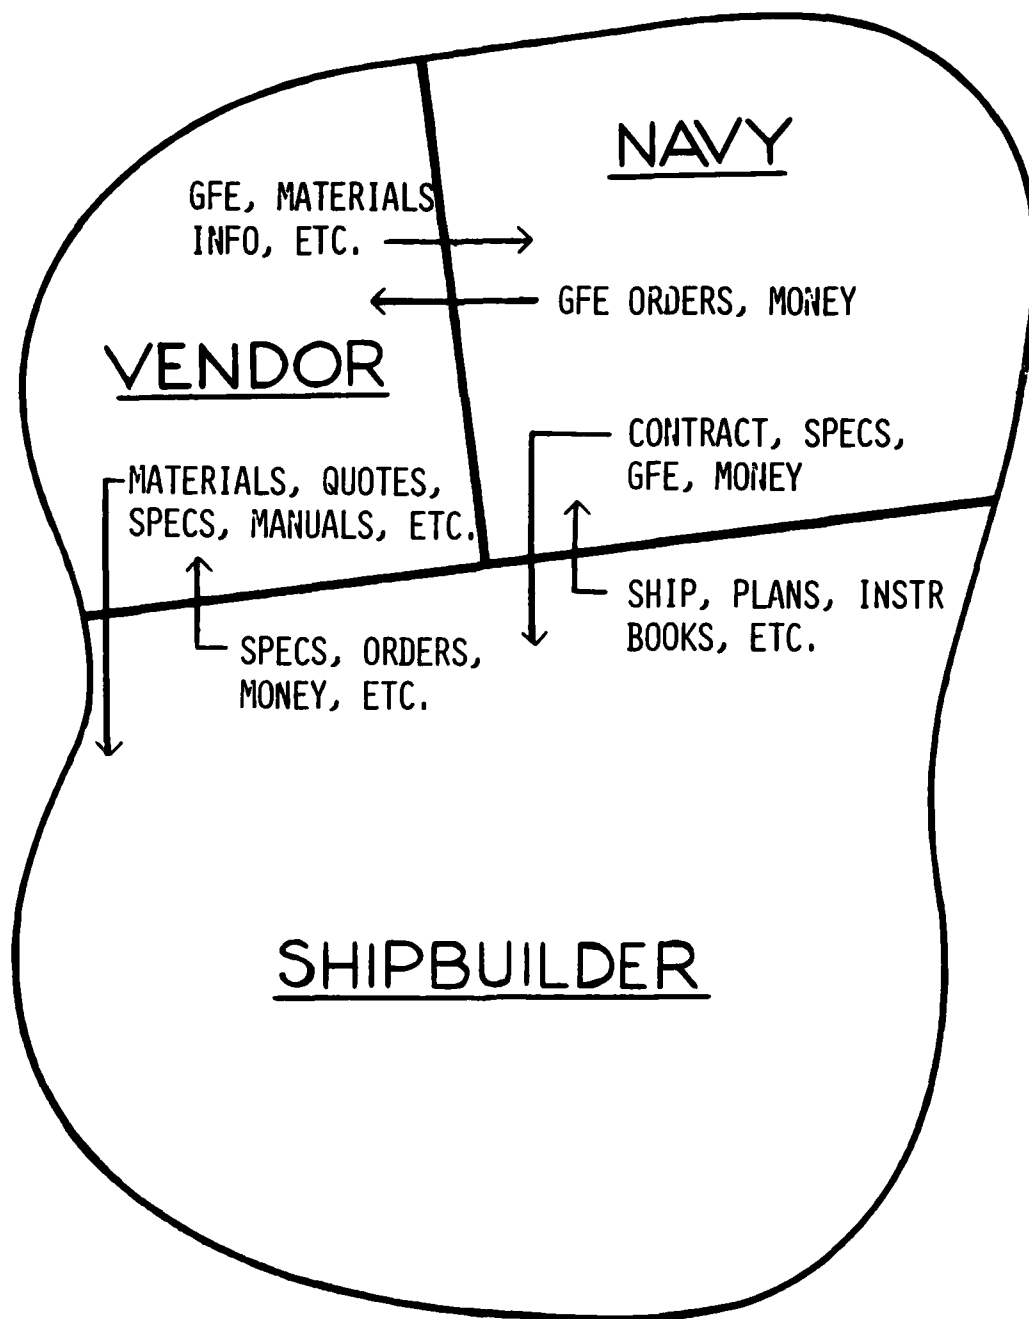 NAVY
GFE, MATERIALS
INFO, ETC.
GFE ORDERS, MONEY
VENDOR
CONTRACT, SPECS,
GFE, MONEY
MATERIALS, QUOTES,
SPECS, MANUALS, ETC.
SHIP, PLANS, INSTR
BOOKS, ETC.
SPECS, ORDERS,
MONEY, ETC.
SHIPBUILDER